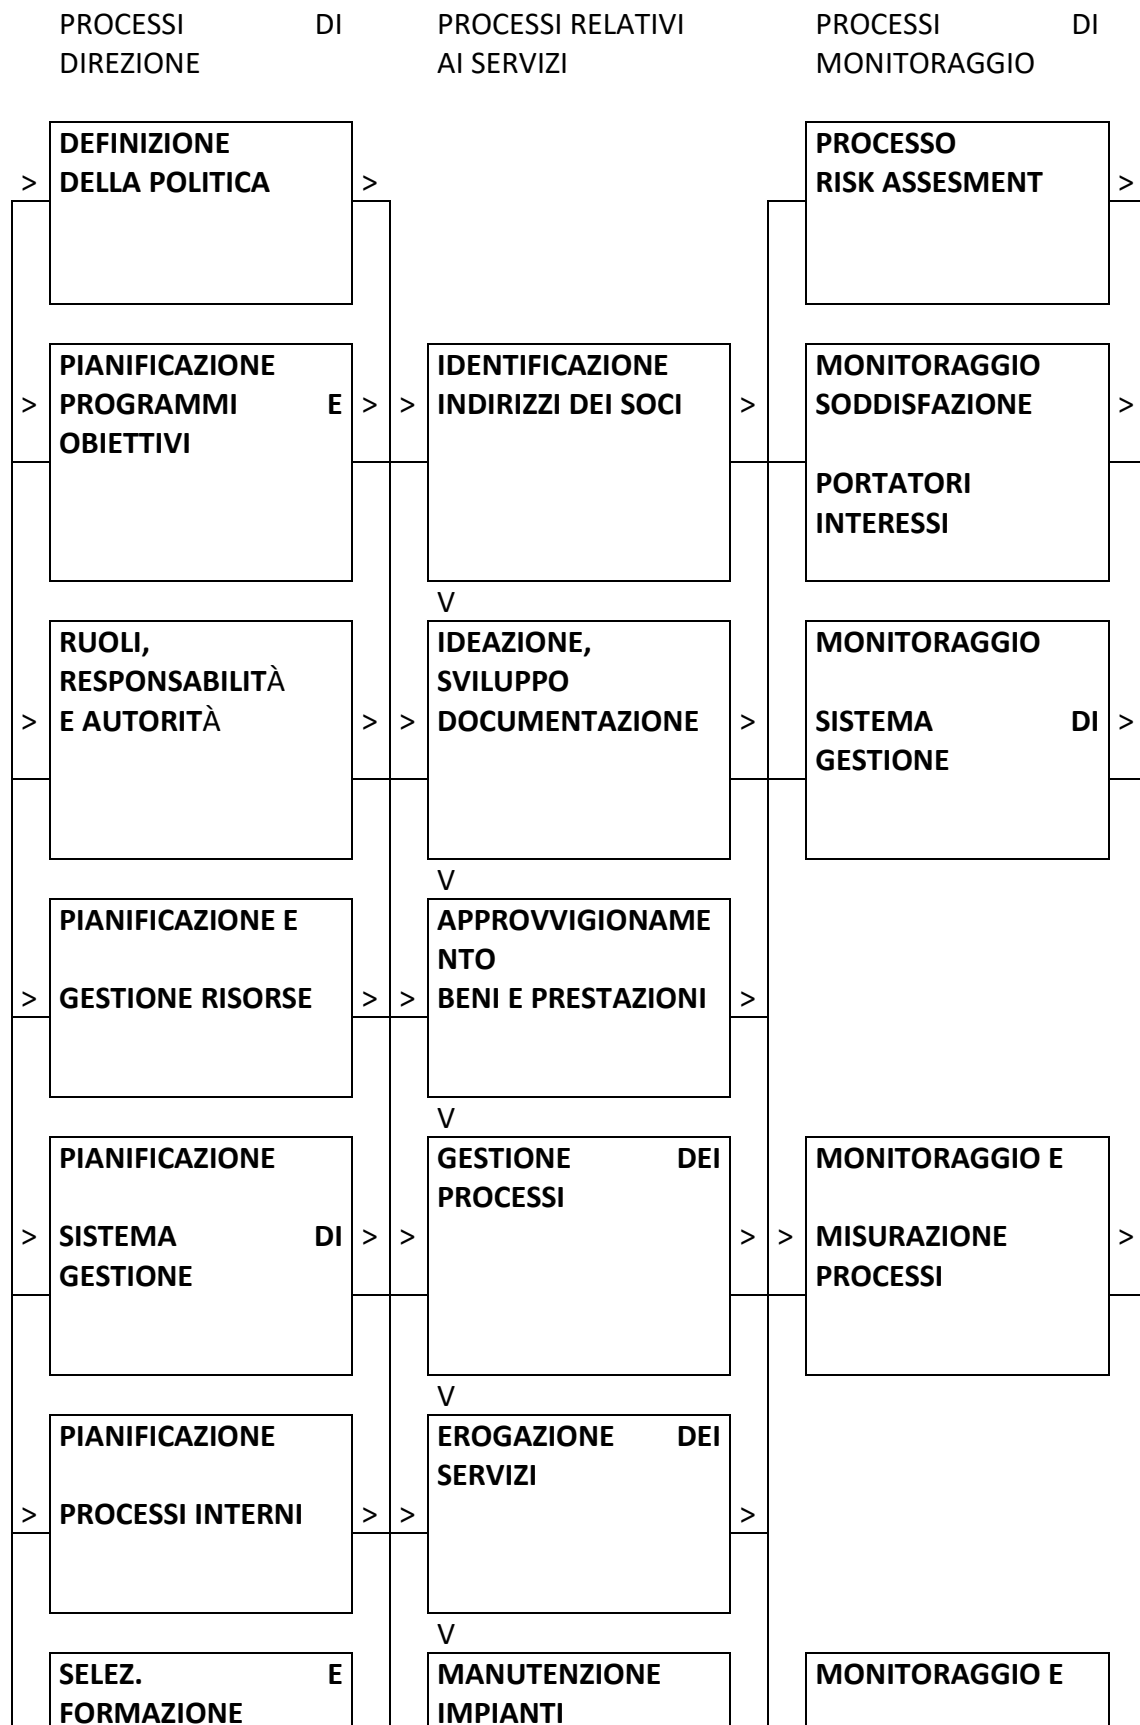 PROCESSI DI
DIREZIONE
PROCESSI RELATIVI
AI SERVIZI
PROCESSI DI
MONITORAGGIO
DEFINIZIONE
> DELLA POLITICA >
PROCESSO
RISK ASSESMENT >
PIANIFICAZIONE
> PROGRAMMI E >
OBIETTIVI
IDENTIFICAZIONE
> INDIRIZZI DEI SOCI >
MONITORAGGIO
SODDISFAZIONE >
PORTATORI
INTERESSI
V
RUOLI,
RESPONSABILITÀ
> E AUTORITÀ >
IDEAZIONE,
SVILUPPO
> DOCUMENTAZIONE >
MONITORAGGIO
SISTEMA DI >
GESTIONE
V
PIANIFICAZIONE E
> GESTIONE RISORSE >
APPROVVIGIONAME
NTO
> BENI E PRESTAZIONI >
V
PIANIFICAZIONE
> SISTEMA DI >
GESTIONE
GESTIONE DEI
PROCESSI
> >
MONITORAGGIO E
> MISURAZIONE >
PROCESSI
V
PIANIFICAZIONE
> PROCESSI INTERNI >
EROGAZIONE DEI
SERVIZI
> >
V
SELEZ. E
FORMAZIONE
MANUTENZIONE
IMPIANTI
MONITORAGGIO E